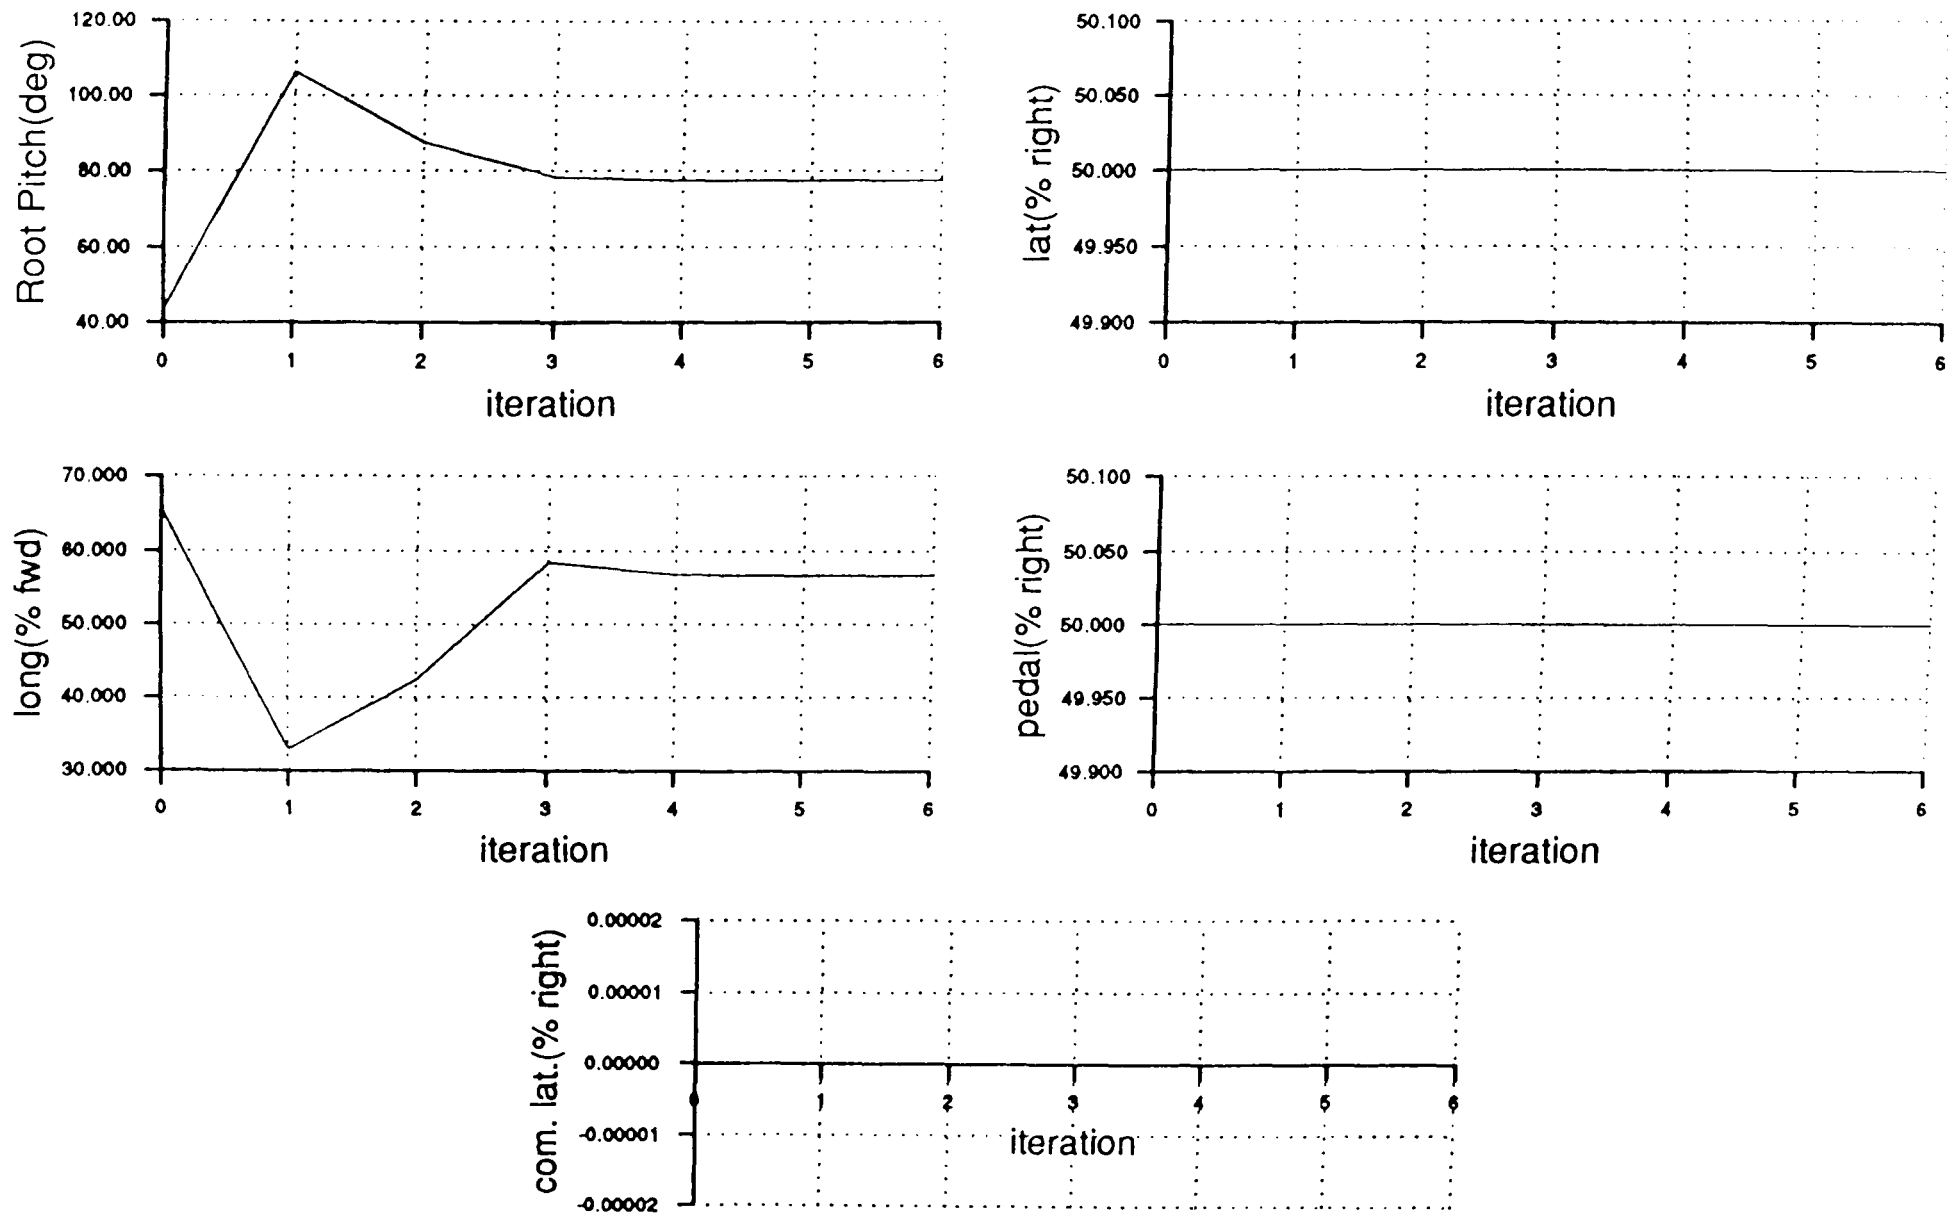 120.00
100.00
80.00
60.00
40.00
Root Pitch(deg)
0 1 2 3 4 5 6
iteration
50.100
50.050
50.000
49.950
49.900
lat(% right)
0 1 2 3 4 5 6
iteration
70.000
60.000
50.000
40.000
30.000
long(% fwd)
0 1 2 3 4 5 6
iteration
50.100
50.050
50.000
49.950
49.900
pedal(% right)
0 1 2 3 4 5 6
iteration
0.00002
0.00001
0.00000
-0.00001
-0.00002
com. lat.(% right)
0 1 2 3 4 5 6
iteration